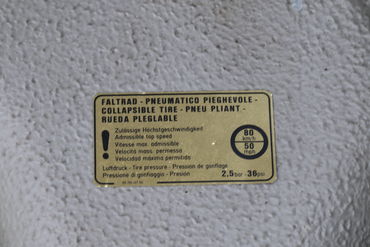 FALTRAD - PNEUMATICO PIEGHEVOLE -
COLLAPSIBLE TIRE - PNEU PLIANT -
RUEDA PLEGLABLE
Zulässige Höchstgeschwindigkeit
Admissible top speed
Vitesse max. admissible
Velocità mass. permessa
Velocidad máxima permitida
!
80
km/h
50
mph
Luftdruck - Tire pressure - Pression de gonflage
Pressione di gonfiaggio - Presión
2,5 bar - 36 psi